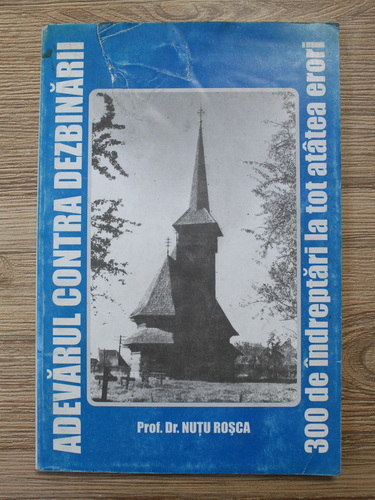 ADEVĂRUL CONTRA DEZBINĂRII
300 de îndreptări la tot atâtea erori
Prof. Dr. NUȚU ROȘCA